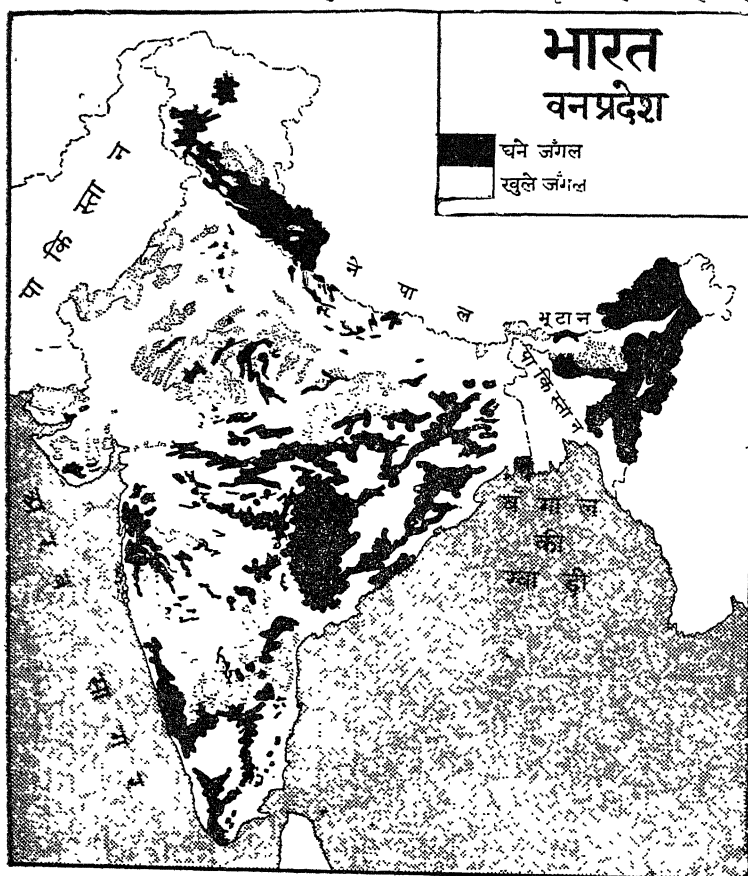 भारत
वनप्रदेश
घने जँगल
खुले जँगल
पाकिस्तान
नेपाल
भूटान
पाकिस्तान
बंगाल
की
खाड़ी